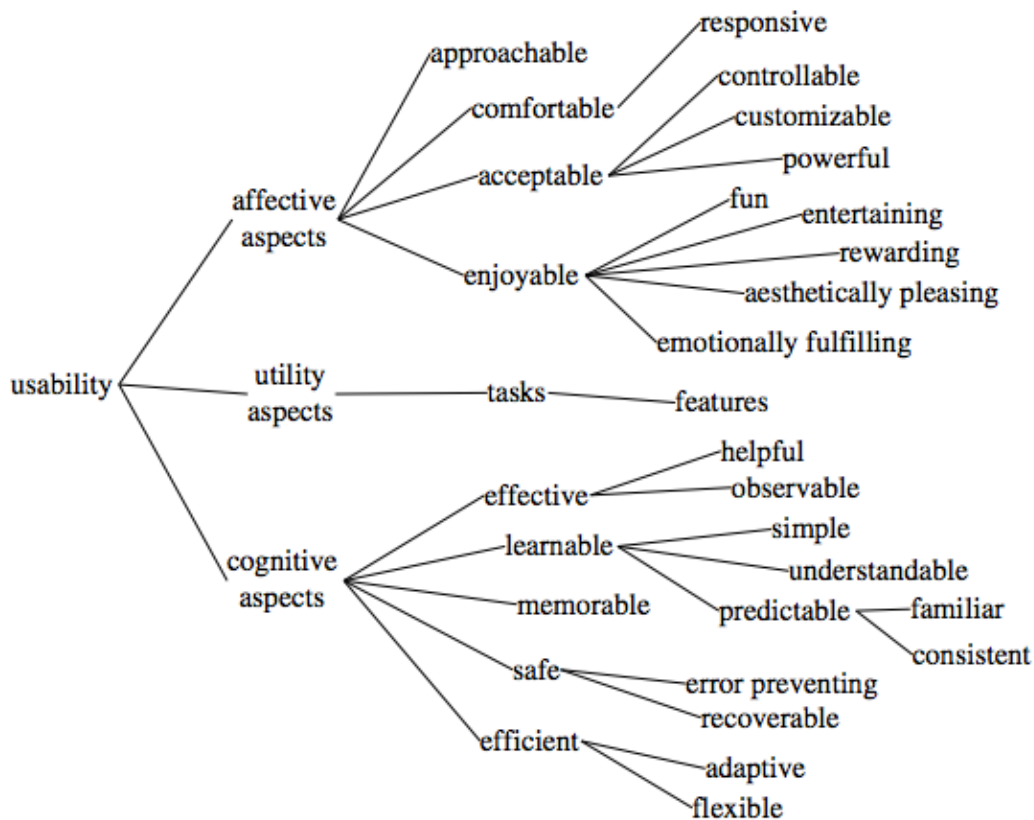 responsive
approachable
controllable
comfortable
customizable
powerful
acceptable
affective
aspects
fun
entertaining
rewarding
enjoyable
aesthetically pleasing
emotionally fulfilling
usability
utility
aspects
tasks
features
helpful
effective
observable
simple
learnable
cognitive
aspects
understandable
memorable
predictable
familiar
consistent
safe
error preventing
recoverable
efficient
adaptive
flexible